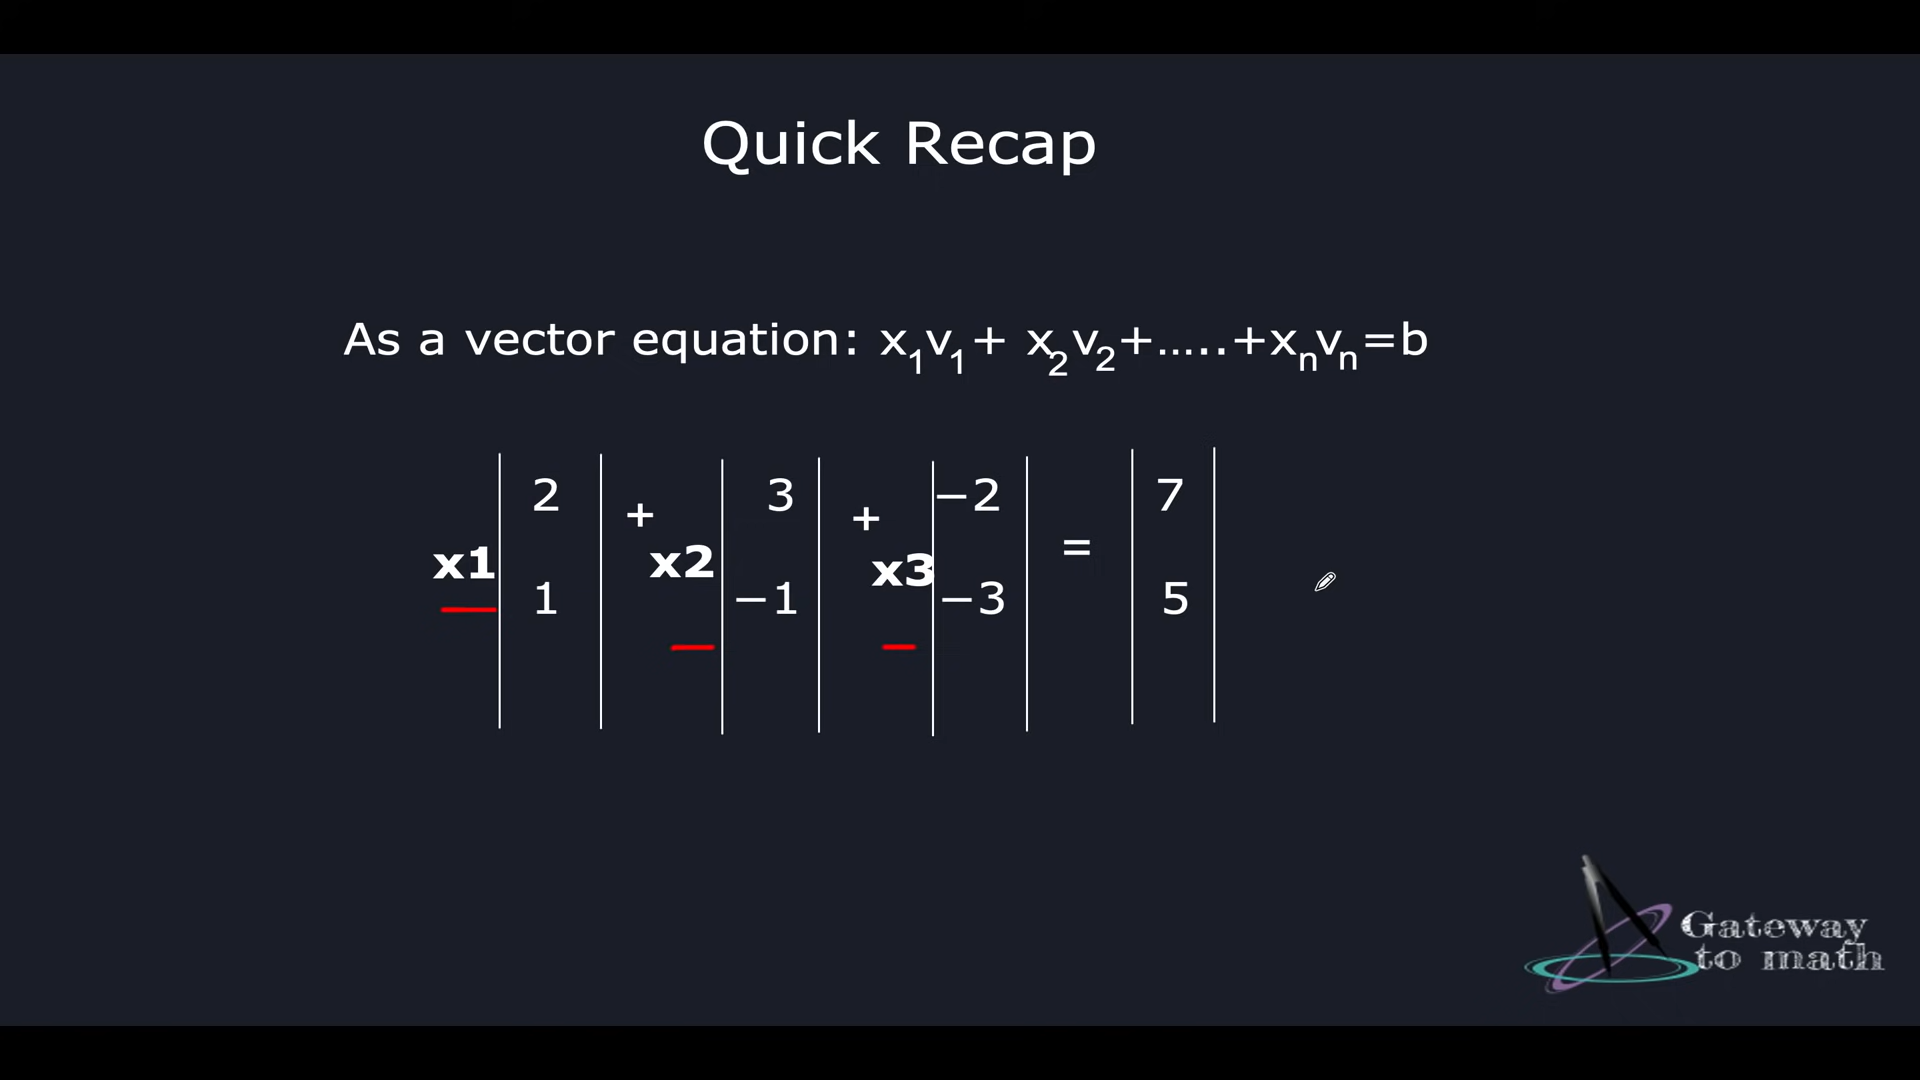 Quick Recap
As a vector equation: x₁v₁+ x₂v₂+.....+xₙvₙ=b
2 3 −2 7
+ + =
x1 x2 x3
1 −1 −3 5
Gateway
to math